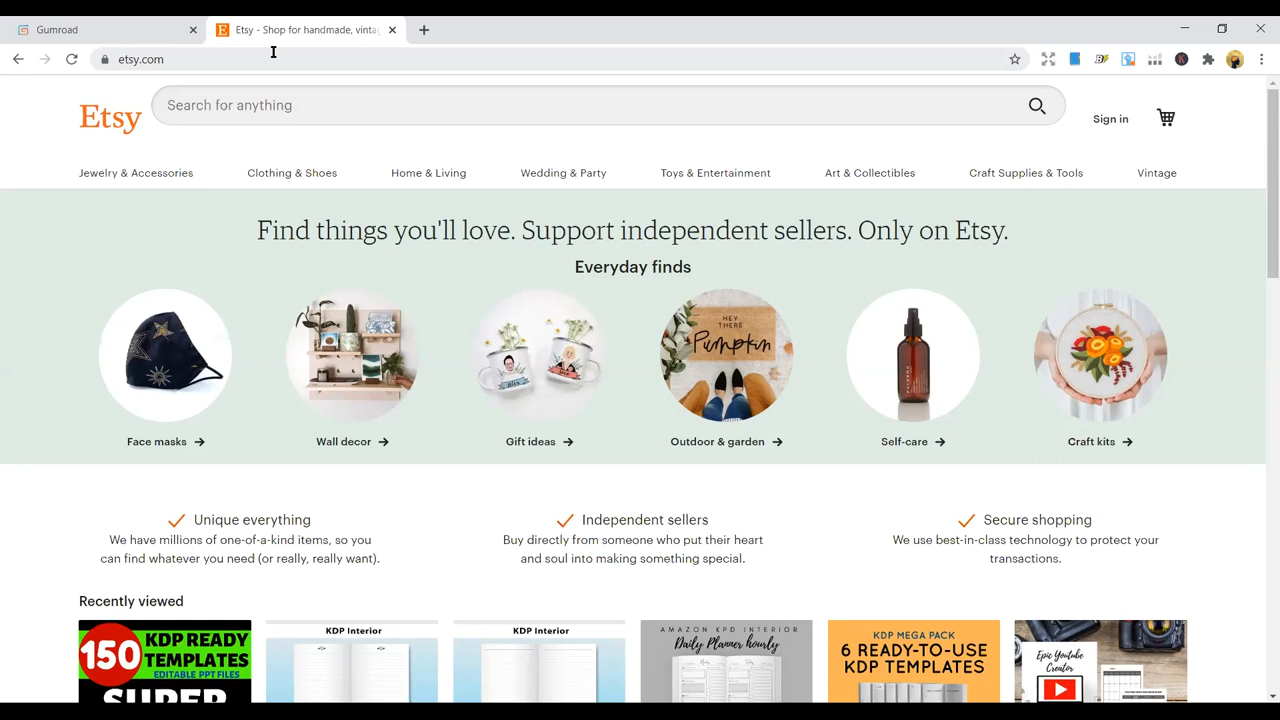 Gumroad
Etsy - Shop for handmade, vinta
etsy.com
Etsy
Search for anything
Sign in
Jewelry & Accessories
Clothing & Shoes
Home & Living
Wedding & Party
Toys & Entertainment
Art & Collectibles
Craft Supplies & Tools
Vintage
Find things you'll love. Support independent sellers. Only on Etsy.
Everyday finds
HEY
THERE
Pumpkin
Face masks
Wall decor
Gift ideas
Outdoor & garden
Self-care
Craft kits
Unique everything
We have millions of one-of-a-kind items, so you
can find whatever you need (or really, really want).
Independent sellers
Buy directly from someone who put their heart
and soul into making something special.
Secure shopping
We use best-in-class technology to protect your
transactions.
Recently viewed
150
KDP READY
TEMPLATES
EDITABLE PPT FILES
SUPER
KDP Interior
KDP Interior
AMAZON KPD INTERIOR
Daily Planner hourly
KDP MEGA PACK
6 READY-TO-USE
KDP TEMPLATES
Epic Youtube
Creator